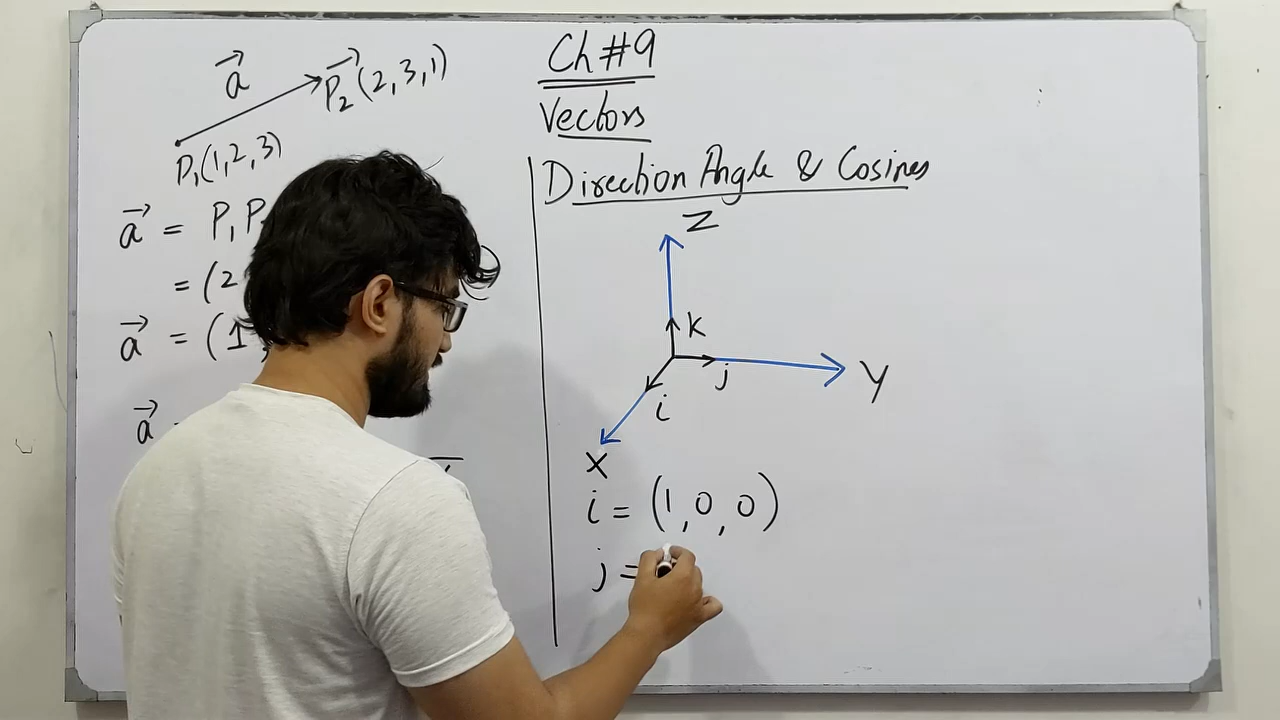 Ch #9
Vectors
a⃗
P₂⃗ (2, 3, 1)
P₁(1, 2, 3)
a⃗ = P₁ P
= (2
a⃗ = (1
a⃗
Direction Angle & Cosines
Z
k
j
Y
i
X
i = (1, 0, 0)
j =